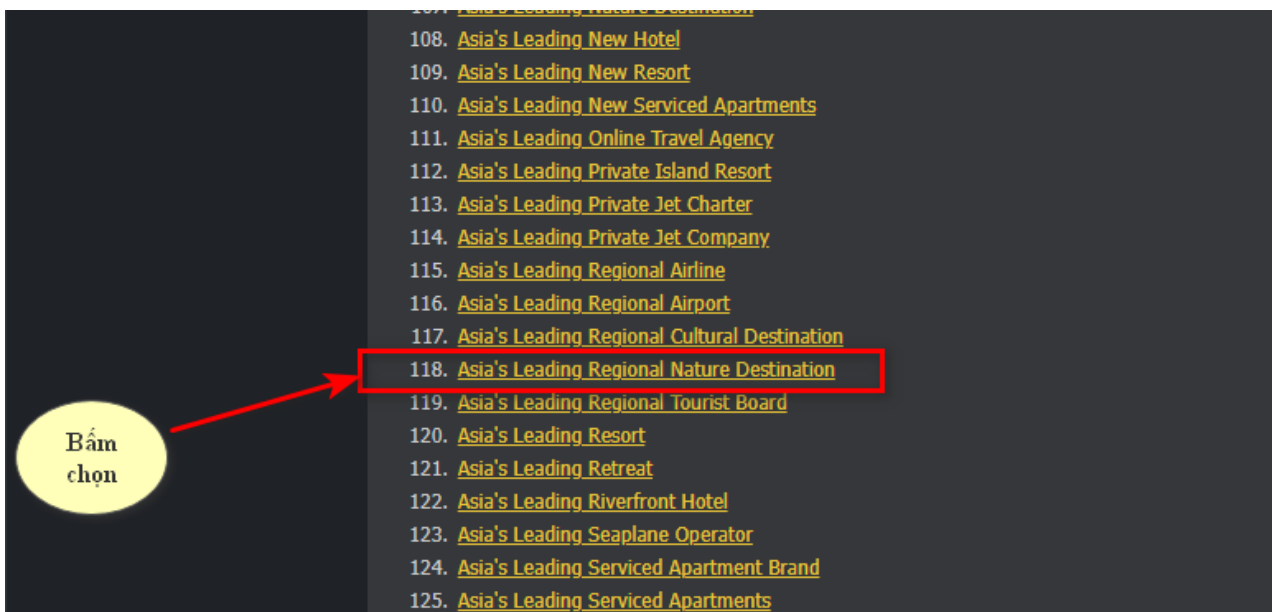 107. Asia's Leading Nature Destination
108. Asia's Leading New Hotel
109. Asia's Leading New Resort
110. Asia's Leading New Serviced Apartments
111. Asia's Leading Online Travel Agency
112. Asia's Leading Private Island Resort
113. Asia's Leading Private Jet Charter
114. Asia's Leading Private Jet Company
115. Asia's Leading Regional Airline
116. Asia's Leading Regional Airport
117. Asia's Leading Regional Cultural Destination
118. Asia's Leading Regional Nature Destination
119. Asia's Leading Regional Tourist Board
120. Asia's Leading Resort
121. Asia's Leading Retreat
122. Asia's Leading Riverfront Hotel
123. Asia's Leading Seaplane Operator
124. Asia's Leading Serviced Apartment Brand
125. Asia's Leading Serviced Apartments
Bấm
chọn